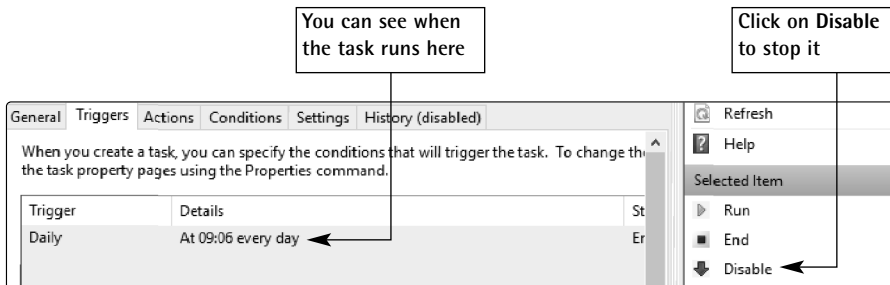 You can see when
the task runs here
Click on Disable
to stop it
General Triggers Actions Conditions Settings History (disabled)
When you create a task, you can specify the conditions that will trigger the task. To change the
the task property pages using the Properties command.
Trigger Details St
Daily At 09:06 every day Er
Refresh
Help
Selected Item
Run
End
Disable